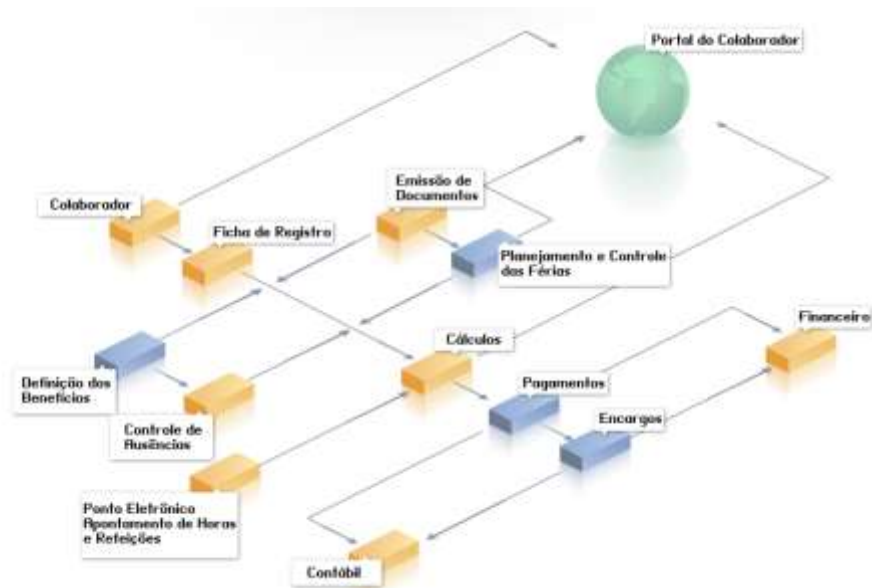 Portal do Colaborador
Emissão de
Documentos
Colaborador
Ficha de Registro
Planejamento e Controle
das Férias
Financeiro
Cálculos
Definição dos
Benefícios
Pagamentos
Encargos
Controle de
Ausências
Ponto Eletrônico
Apontamento de Horas
e Refeições
Contábil